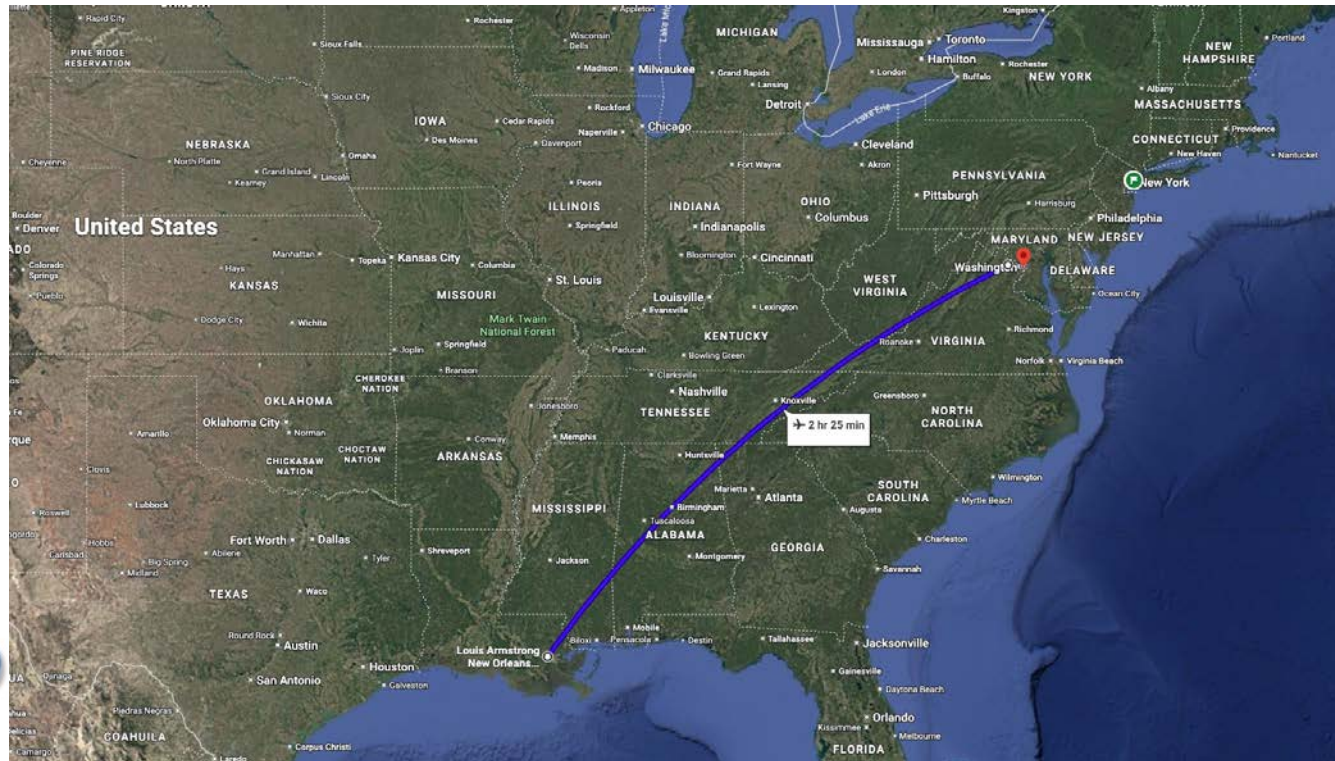 Rapid City
PINE RIDGE
RESERVATION
Sioux Falls
Rochester
Appleton
Wisconsin
Dells
Madison
Milwaukee
Lake Mic
MICHIGAN
Grand Rapids
Lansing
Kingston
Mississauga
Toronto
Hamilton
London
Rochester
Buffalo
NEW YORK
Portland
NEW
HAMPSHIRE
Albany
MASSACHUSETTS
Providence
CONNECTICUT
New Haven
Nantucket
Sioux City
IOWA
Cedar Rapids
Des Moines
Rockford
Naperville
Chicago
Davenport
Detroit
Lake Erie
Cleveland
Akron
Fort Wayne
NEBRASKA
Cheyenne
North Platte
Omaha
Grand Island
Lincoln
Kearney
Peoria
ILLINOIS
Springfield
INDIANA
Indianapolis
OHIO
Columbus
PENNSYLVANIA
Pittsburgh
Harrisburg
New York
Philadelphia
Boulder
Denver
ADO
Colorado
Springs
Pueblo
United States
Manhattan
Topeka
Kansas City
Columbia
Hays
KANSAS
St. Louis
MISSOURI
Bloomington
Cincinnati
Louisville
Evansville
Lexington
WEST
VIRGINIA
MARYLAND
NEW JERSEY
Washington
DELAWARE
Ocean City
Dodge City
Wichita
Mark Twain
National Forest
Joplin
Springfield
Branson
Paducah
KENTUCKY
Bowling Green
Roanoke
VIRGINIA
Richmond
Norfolk
Virginia Beach
CHEROKEE
NATION
Clarksville
Nashville
TENNESSEE
Knoxville
2 hr 25 min
Greensboro
NORTH
CAROLINA
OKLAHOMA
Oklahoma City
Norman
Amarillo
Jonesboro
Memphis
Conway
ARKANSAS
CHOCTAW
NATION
CHICKASAW
NATION
Huntsville
Clovis
Lubbock
Roswell
Hobbs
Carlsbad
Big Spring
Midland
Abilene
Fort Worth
Dallas
Tyler
Shreveport
MISSISSIPPI
Jackson
Birmingham
Tuscaloosa
ALABAMA
Montgomery
Marietta
Atlanta
GEORGIA
SOUTH
CAROLINA
Augusta
Wilmington
Myrtle Beach
Charleston
Savannah
TEXAS
Waco
Round Rock
Austin
San Antonio
Houston
Galveston
Louis Armstrong
New Orleans...
Biloxi
Mobile
Pensacola
Destin
Tallahassee
Jacksonville
Gainesville
Daytona Beach
Orlando
Kissimmee
Melbourne
FLORIDA
Ojinaga
Piedras Negras
COAHUILA
Camargo
Laredo
Corpus Christi